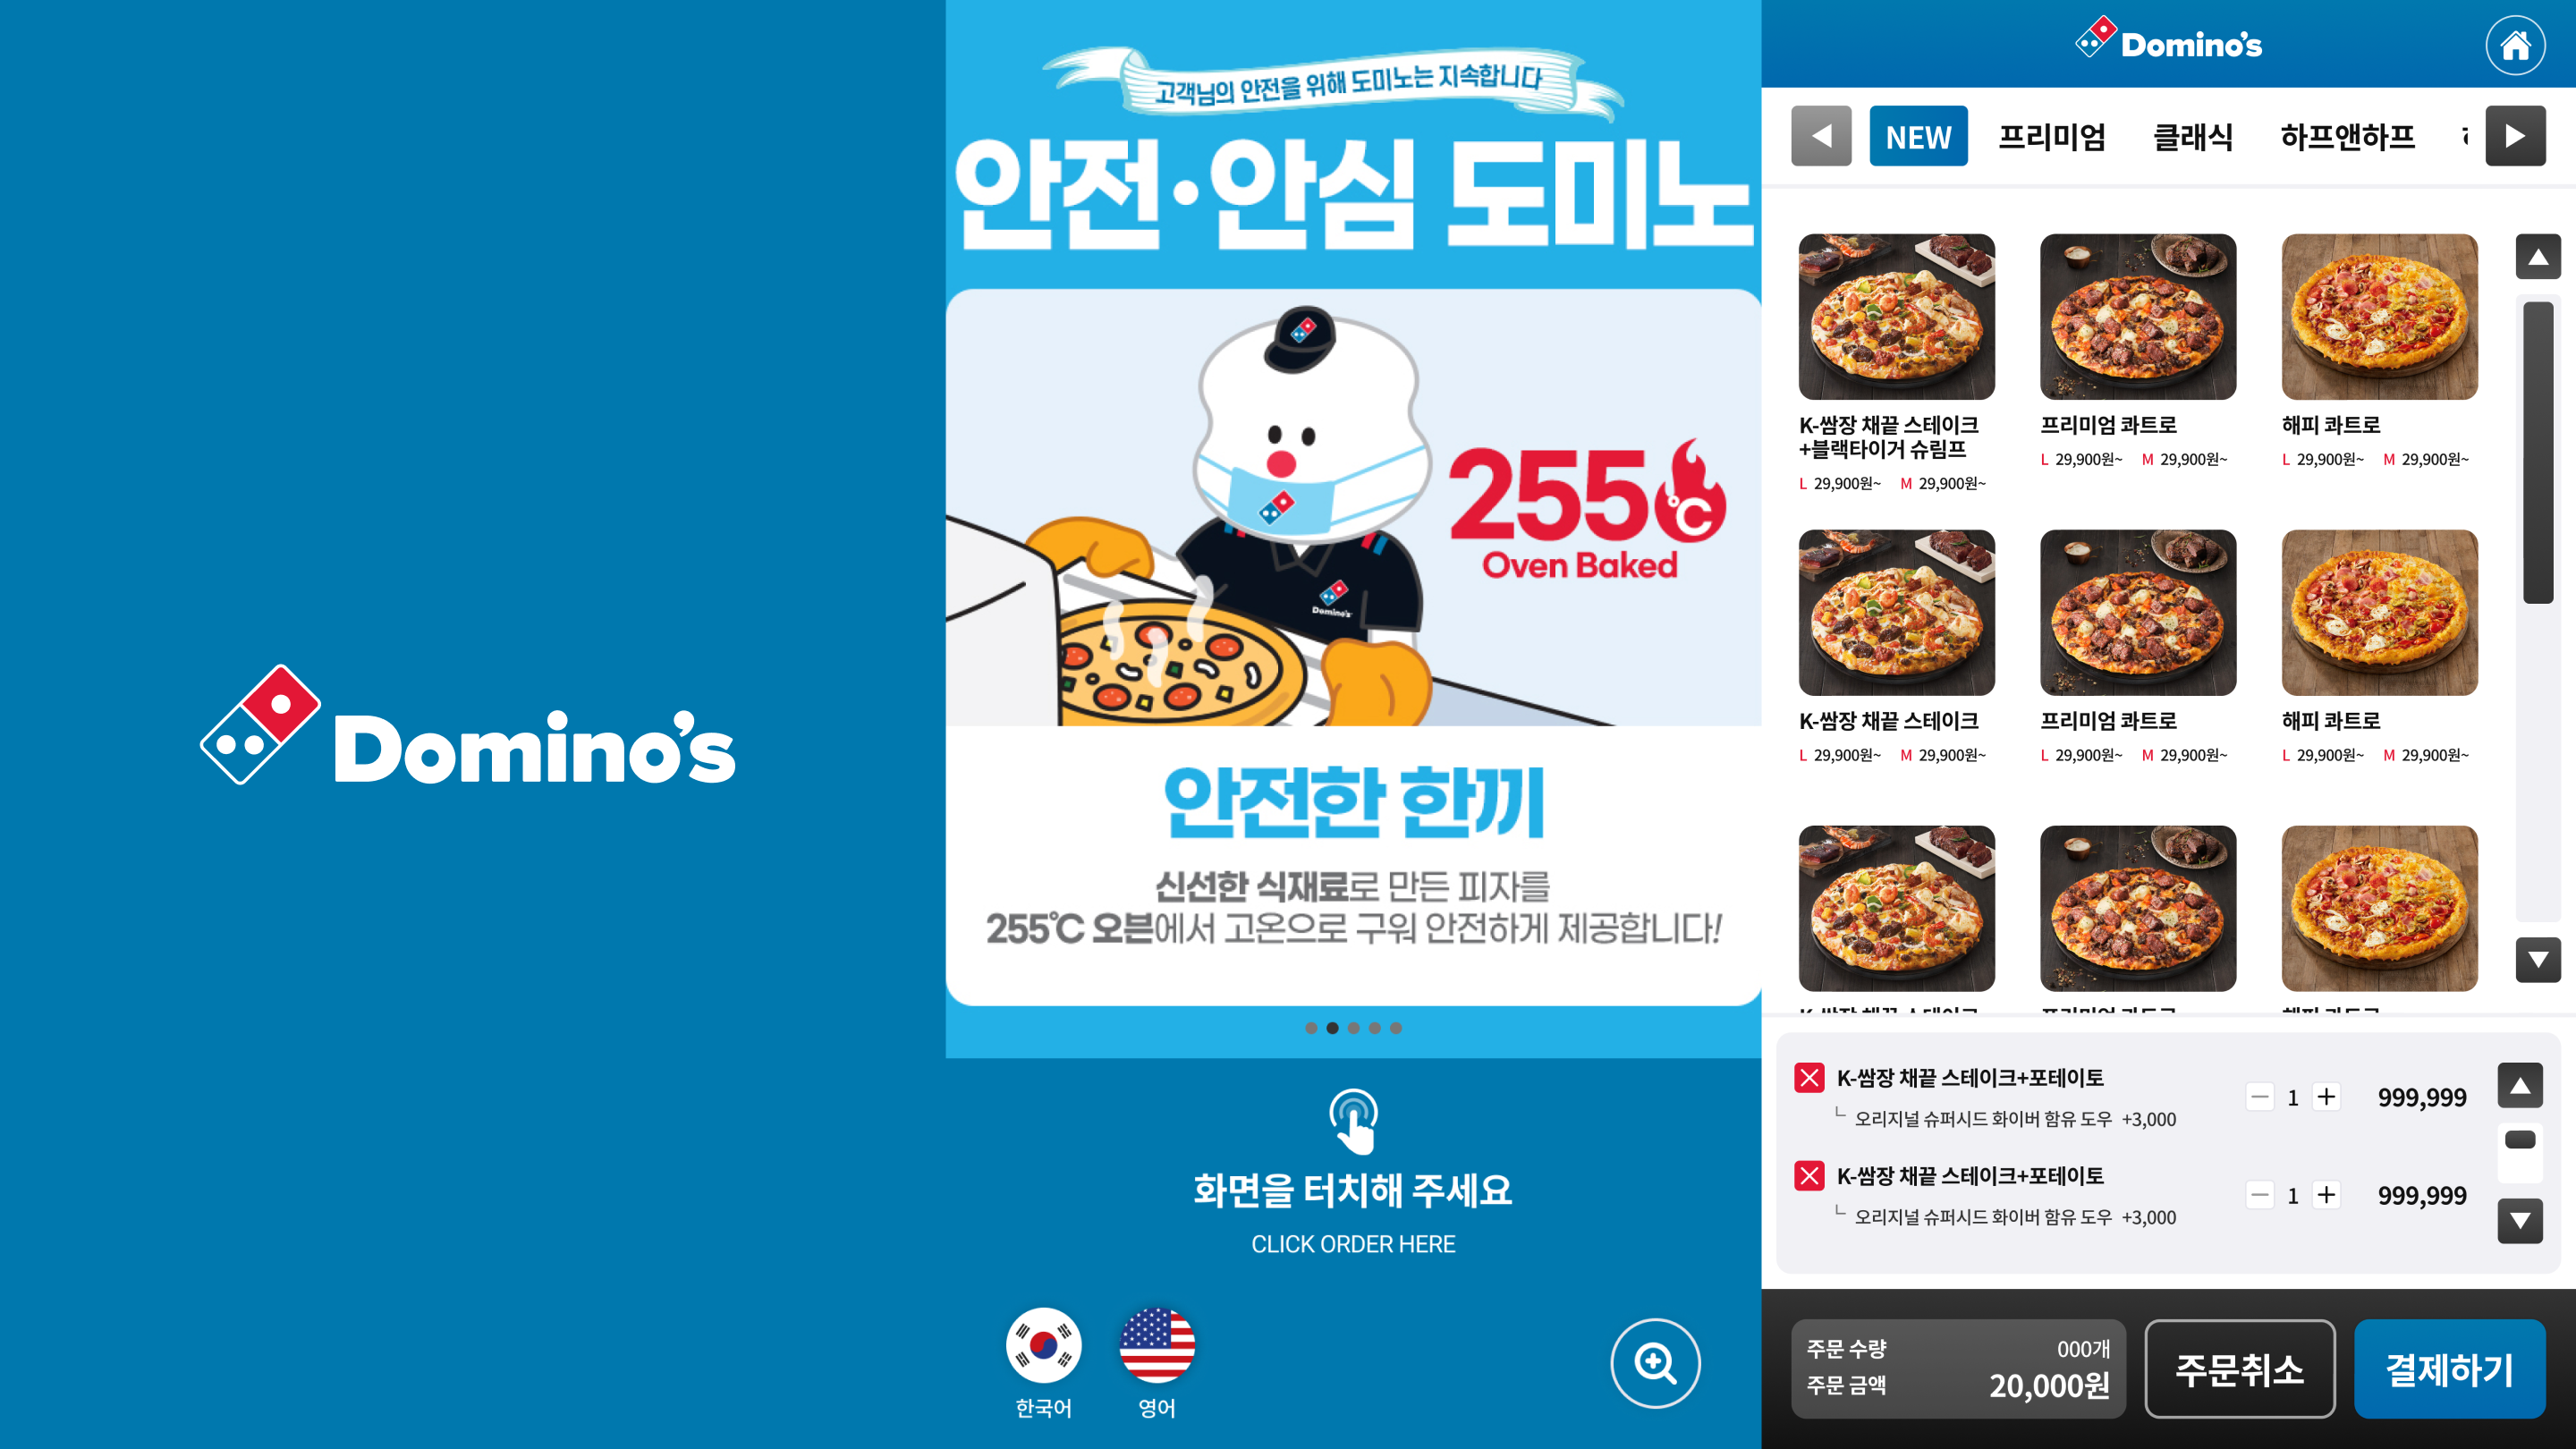 Domino's
고객님의 안전을 위해 도미노는 지속합니다
안전·안심 도미노
255℃
Oven Baked
Domino's
안전한 한끼
신선한 식재료로 만든 피자를
255℃ 오븐에서 고온으로 구워 안전하게 제공합니다!
화면을 터치해 주세요
CLICK ORDER HERE
한국어
영어
Domino's
NEW 프리미엄 클래식 하프앤하프
K-쌈장 채끝 스테이크
+블랙타이거 슈림프
L 29,900원~ M 29,900원~
프리미엄 콰트로
L 29,900원~ M 29,900원~
해피 콰트로
L 29,900원~ M 29,900원~
K-쌈장 채끝 스테이크
L 29,900원~ M 29,900원~
프리미엄 콰트로
L 29,900원~ M 29,900원~
해피 콰트로
L 29,900원~ M 29,900원~
K-쌈장 채끝 스테이크+포테이토
1 999,999
ㄴ 오리지널 슈퍼시드 화이버 함유 도우 +3,000
K-쌈장 채끝 스테이크+포테이토
1 999,999
ㄴ 오리지널 슈퍼시드 화이버 함유 도우 +3,000
주문 수량 000개
주문 금액 20,000원
주문취소
결제하기